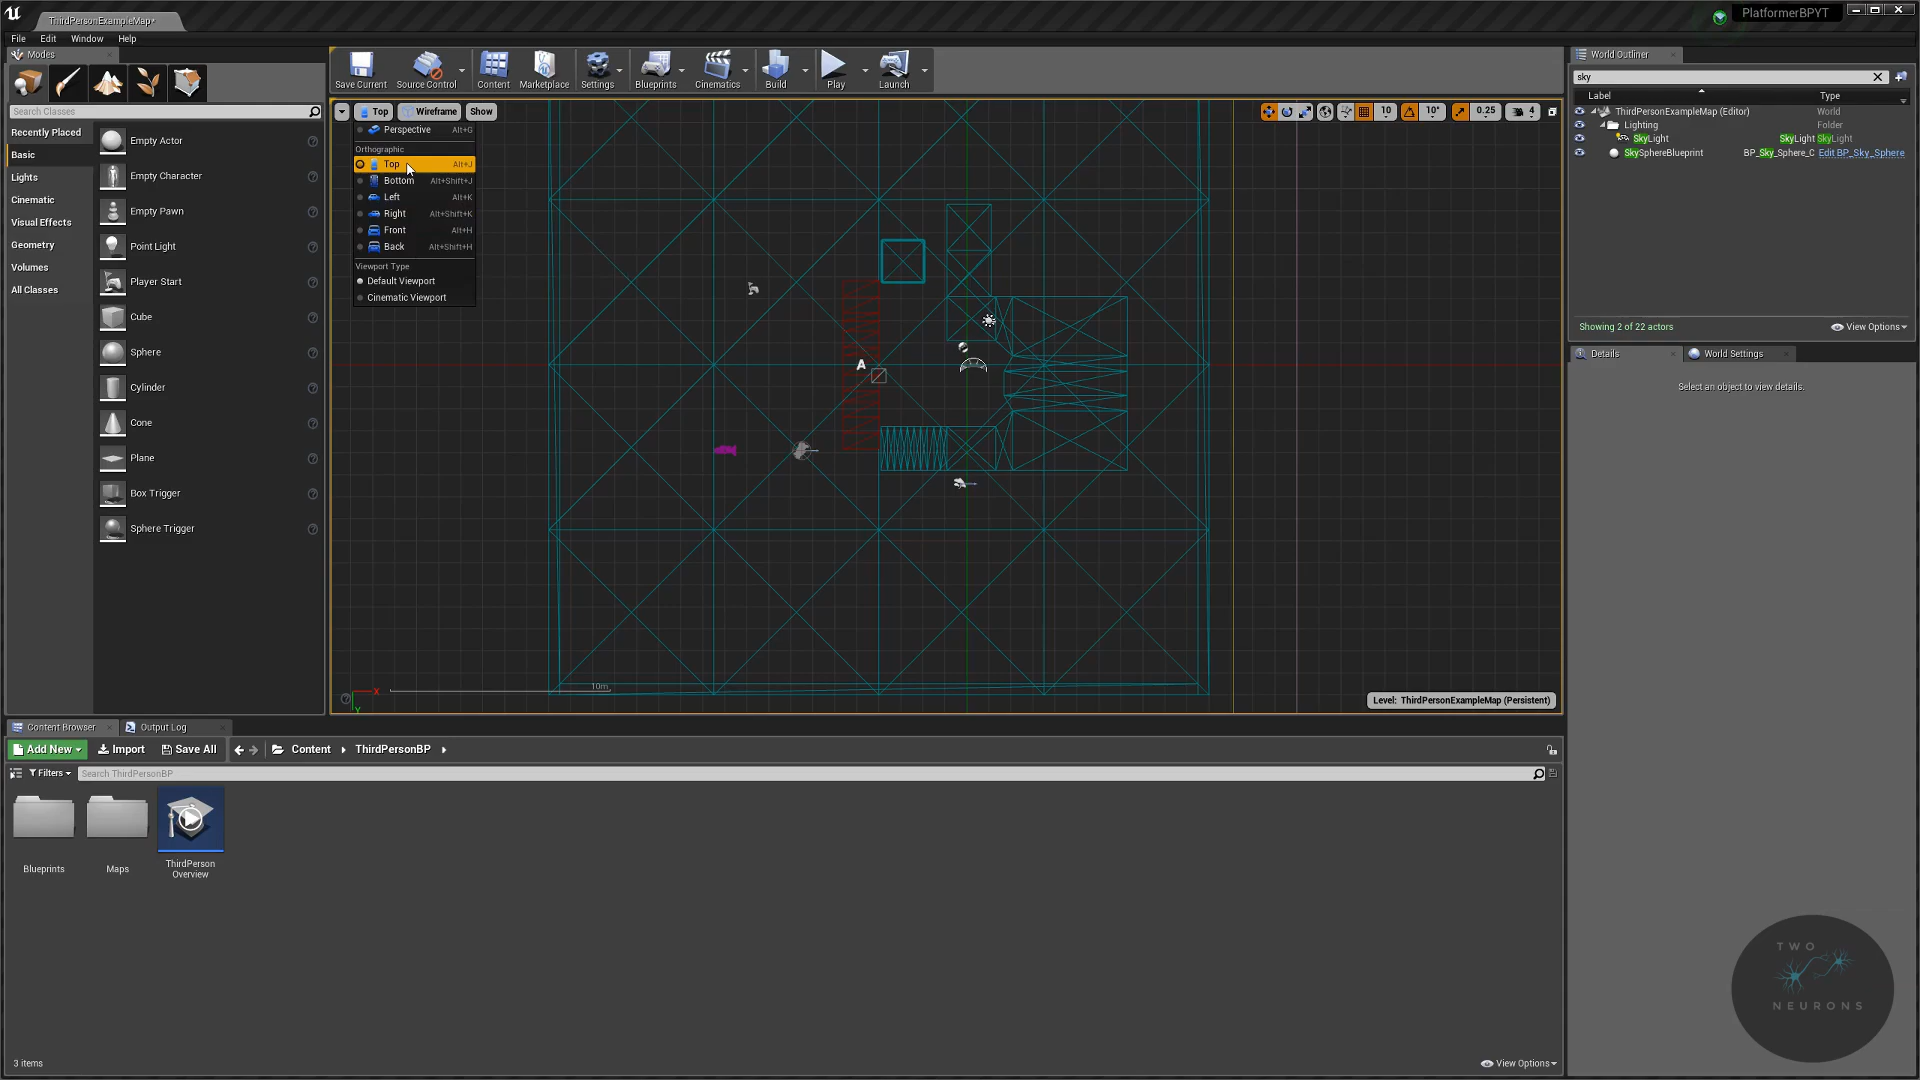 ThirdPersonExampleMap*
PlatformerBPYT
File Edit Window Help
Modes
Search Classes
Recently Placed
Basic
Lights
Cinematic
Visual Effects
Geometry
Volumes
All Classes
Empty Actor
Empty Character
Empty Pawn
Point Light
Player Start
Cube
Sphere
Cylinder
Cone
Plane
Box Trigger
Sphere Trigger
Save Current
Source Control
Content
Marketplace
Settings
Blueprints
Cinematics
Build
Play
Launch
Top Wireframe Show
10 10° 0.25 4
Perspective Alt+G
Orthographic
Top Alt+J
Bottom Alt+Shift+J
Left Alt+K
Right Alt+Shift+K
Front Alt+H
Back Alt+Shift+H
Viewport Type
Default Viewport
Cinematic Viewport
A
X
Y
10m
Level: ThirdPersonExampleMap (Persistent)
World Outliner
sky
Label Type
ThirdPersonExampleMap (Editor) World
Lighting Folder
SkyLight SkyLight SkyLight
SkySphereBlueprint BP_Sky_Sphere_C Edit BP_Sky_Sphere
Showing 2 of 22 actors View Options
Details World Settings
Select an object to view details.
Content Browser Output Log
Add New Import Save All Content ThirdPersonBP
Filters Search ThirdPersonBP
Blueprints
Maps
ThirdPerson
Overview
3 items
View Options
TWO
NEURONS